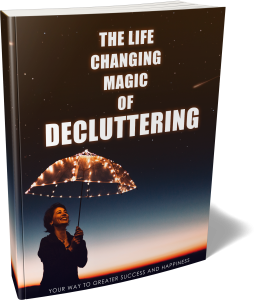 THE LIFE
CHANGING
MAGIC
OF
DECLUTTERING
YOUR WAY TO GREATER SUCCESS AND HAPPINESS